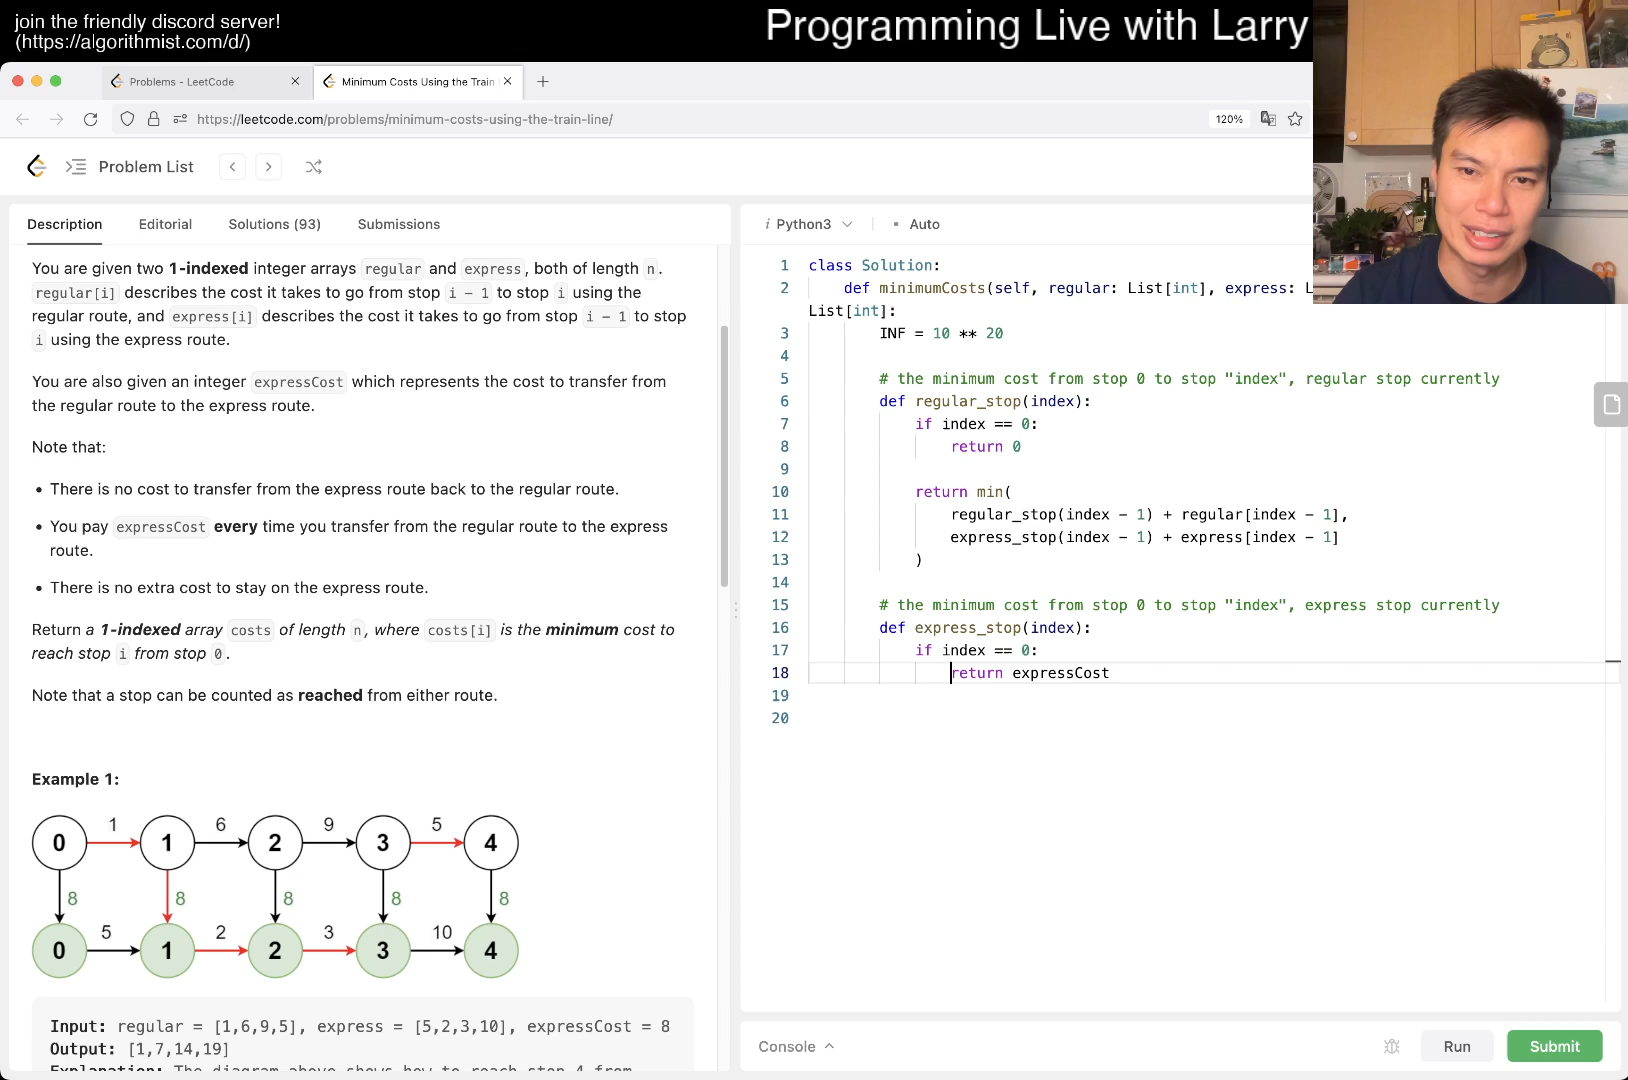 join the friendly discord server!
(https://algorithmist.com/d/)
Programming Live with Larry
Problems - LeetCode
Minimum Costs Using the Train
https://leetcode.com/problems/minimum-costs-using-the-train-line/
120%
Problem List
Description Editorial Solutions (93) Submissions
You are given two 1-indexed integer arrays regular and express, both of length n.
regular[i] describes the cost it takes to go from stop i - 1 to stop i using the
regular route, and express[i] describes the cost it takes to go from stop i - 1 to stop
i using the express route.
You are also given an integer expressCost which represents the cost to transfer from
the regular route to the express route.
Note that:
• There is no cost to transfer from the express route back to the regular route.
• You pay expressCost every time you transfer from the regular route to the express
route.
• There is no extra cost to stay on the express route.
Return a 1-indexed array costs of length n, where costs[i] is the minimum cost to
reach stop i from stop 0.
Note that a stop can be counted as reached from either route.
Example 1:
1 6 9 5
0 1 2 3 4
8 8 8 8 8
5 2 3 10
0 1 2 3 4
Input: regular = [1,6,9,5], express = [5,2,3,10], expressCost = 8
Output: [1,7,14,19]
Explanation: The diagram above shows how to reach stop 4 from
i Python3 • Auto
1 class Solution:
2 def minimumCosts(self, regular: List[int], express: L
List[int]:
3 INF = 10 ** 20
4
5 # the minimum cost from stop 0 to stop "index", regular stop currently
6 def regular_stop(index):
7 if index == 0:
8 return 0
9
10 return min(
11 regular_stop(index - 1) + regular[index - 1],
12 express_stop(index - 1) + express[index - 1]
13 )
14
15 # the minimum cost from stop 0 to stop "index", express stop currently
16 def express_stop(index):
17 if index == 0:
18 return expressCost
19
20
Console
Run
Submit